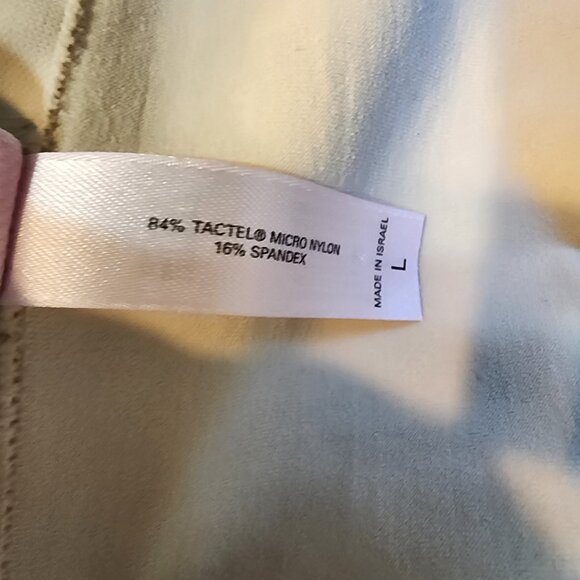 84% TACTEL® MICRO NYLON
16% SPANDEX
MADE IN ISRAEL
L